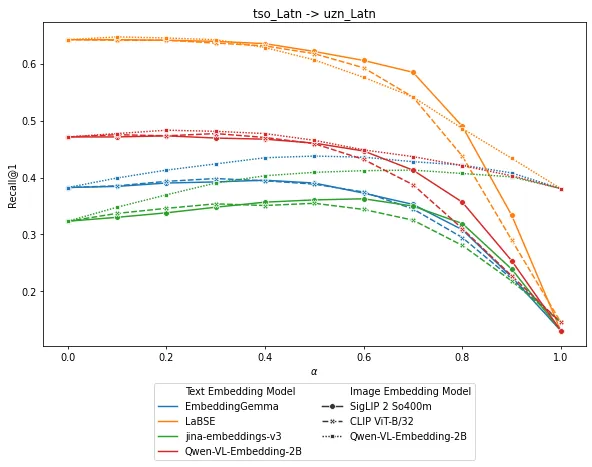 tso_Latn -> uzn_Latn
0.6
0.5
0.4
0.3
0.2
Recall@1
0.0 0.2 0.4 0.6 0.8 1.0
α
Text Embedding Model
EmbeddingGemma
LaBSE
jina-embeddings-v3
Qwen-VL-Embedding-2B
Image Embedding Model
SigLIP 2 So400m
CLIP ViT-B/32
Qwen-VL-Embedding-2B